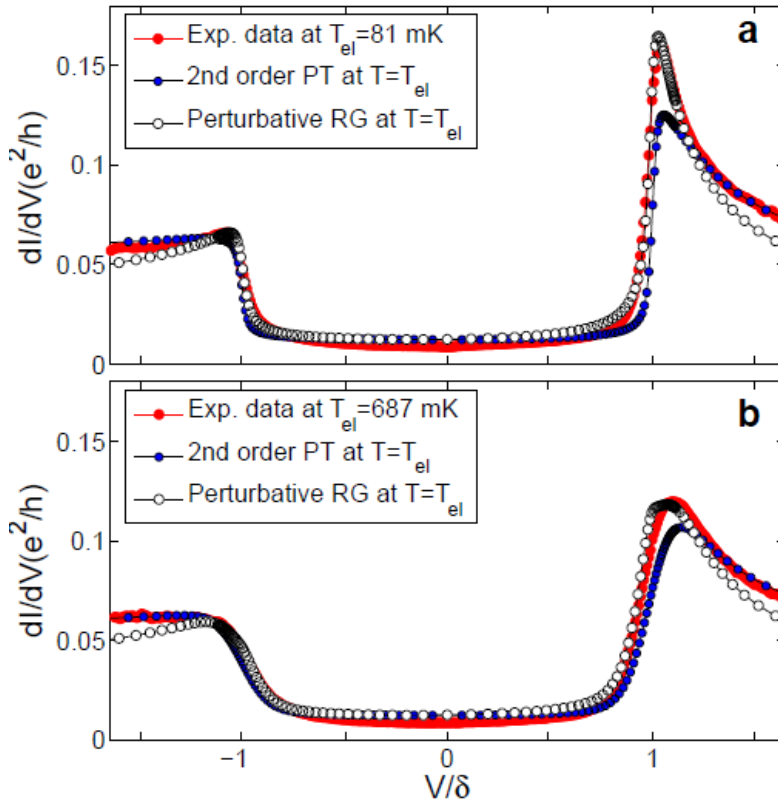 a
Exp. data at T_el=81 mK
2nd order PT at T=T_el
Perturbative RG at T=T_el
dI/dV(e^2/h)
0.15
0.1
0.05
0
b
Exp. data at T_el=687 mK
2nd order PT at T=T_el
Perturbative RG at T=T_el
dI/dV(e^2/h)
0.15
0.1
0.05
0
−1 0 1
V/δ